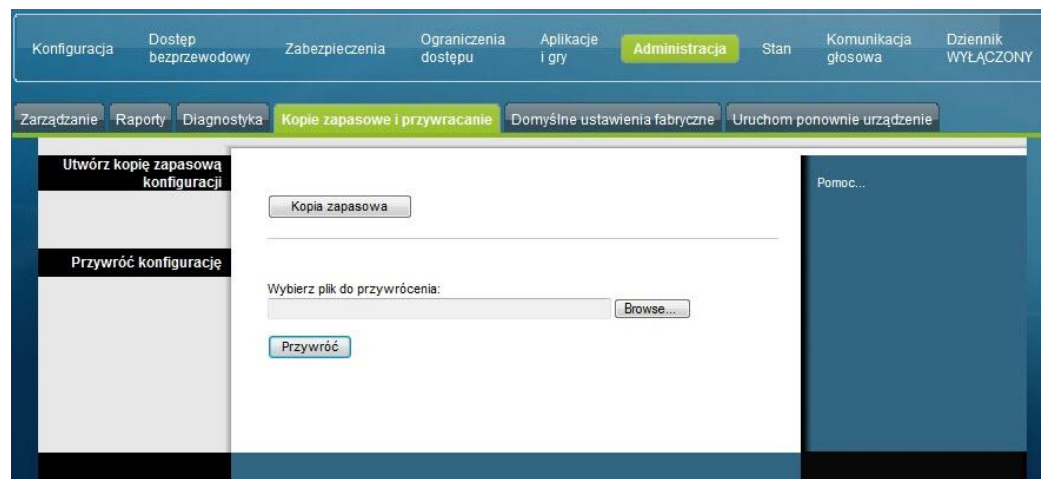 Konfiguracja
Dostęp
bezprzewodowy
Zabezpieczenia
Ograniczenia
dostępu
Aplikacje
i gry
Administracja
Stan
Komunikacja
głosowa
Dziennik
WYŁĄCZONY
Zarządzanie
Raporty
Diagnostyka
Kopie zapasowe i przywracanie
Domyślne ustawienia fabryczne
Uruchom ponownie urządzenie
Utwórz kopię zapasową
konfiguracji
Pomoc...
Kopia zapasowa
Przywróć konfigurację
Wybierz plik do przywrócenia:
Browse...
Przywróć